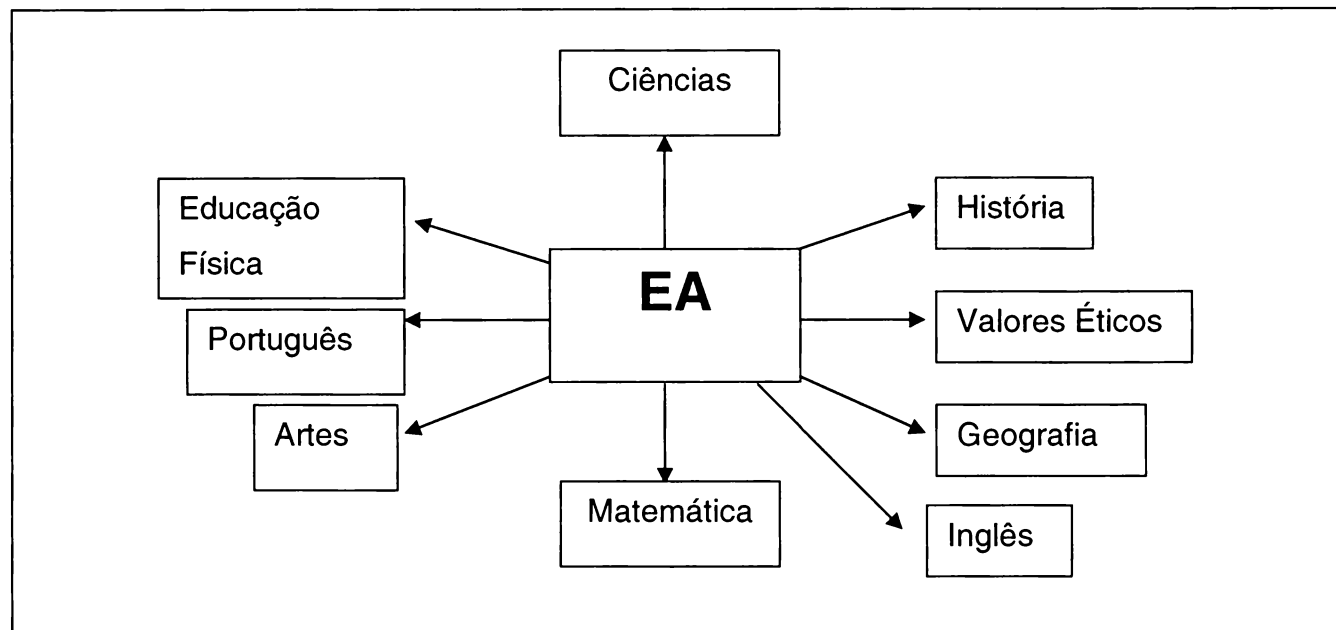 Ciências
Educação
Física
História
EA
Valores Éticos
Português
Artes
Geografia
Matemática
Inglês